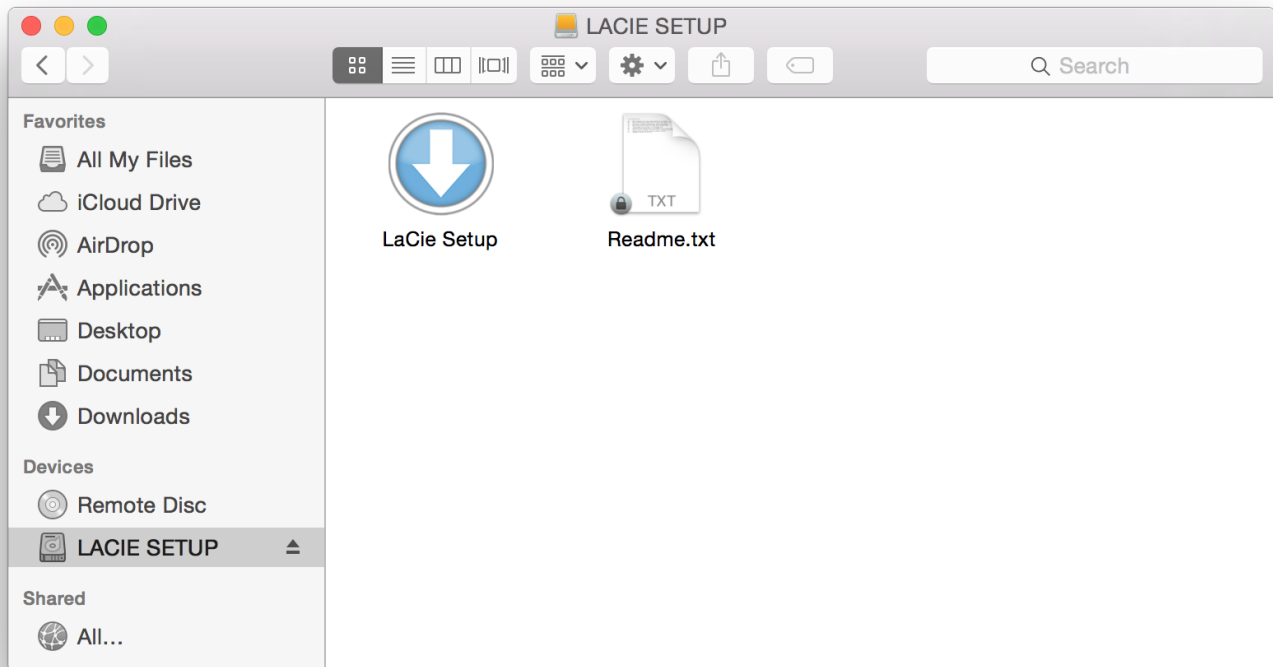 LACIE SETUP
Search
Favorites
All My Files
iCloud Drive
AirDrop
Applications
Desktop
Documents
Downloads
Devices
Remote Disc
LACIE SETUP
Shared
All...
TXT
LaCie Setup
Readme.txt